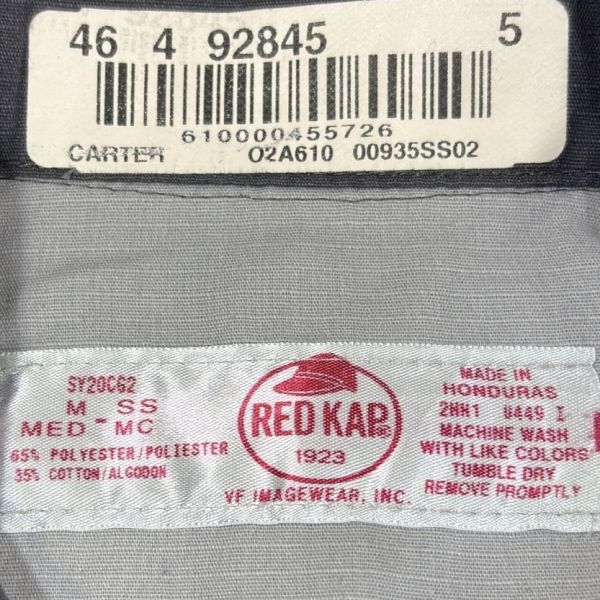 46 4 92845 5
610000455726
CARTER 02A610 00935SS02
SY20CG2
M SS
MED - MC
65% POLYESTER/POLIESTER
35% COTTON/ALGODON
RED KAP®
1923
VF IMAGEWEAR, INC.
MADE IN
HONDURAS
2HH1 0449 I
MACHINE WASH
WITH LIKE COLORS
TUMBLE DRY
REMOVE PROMPTLY